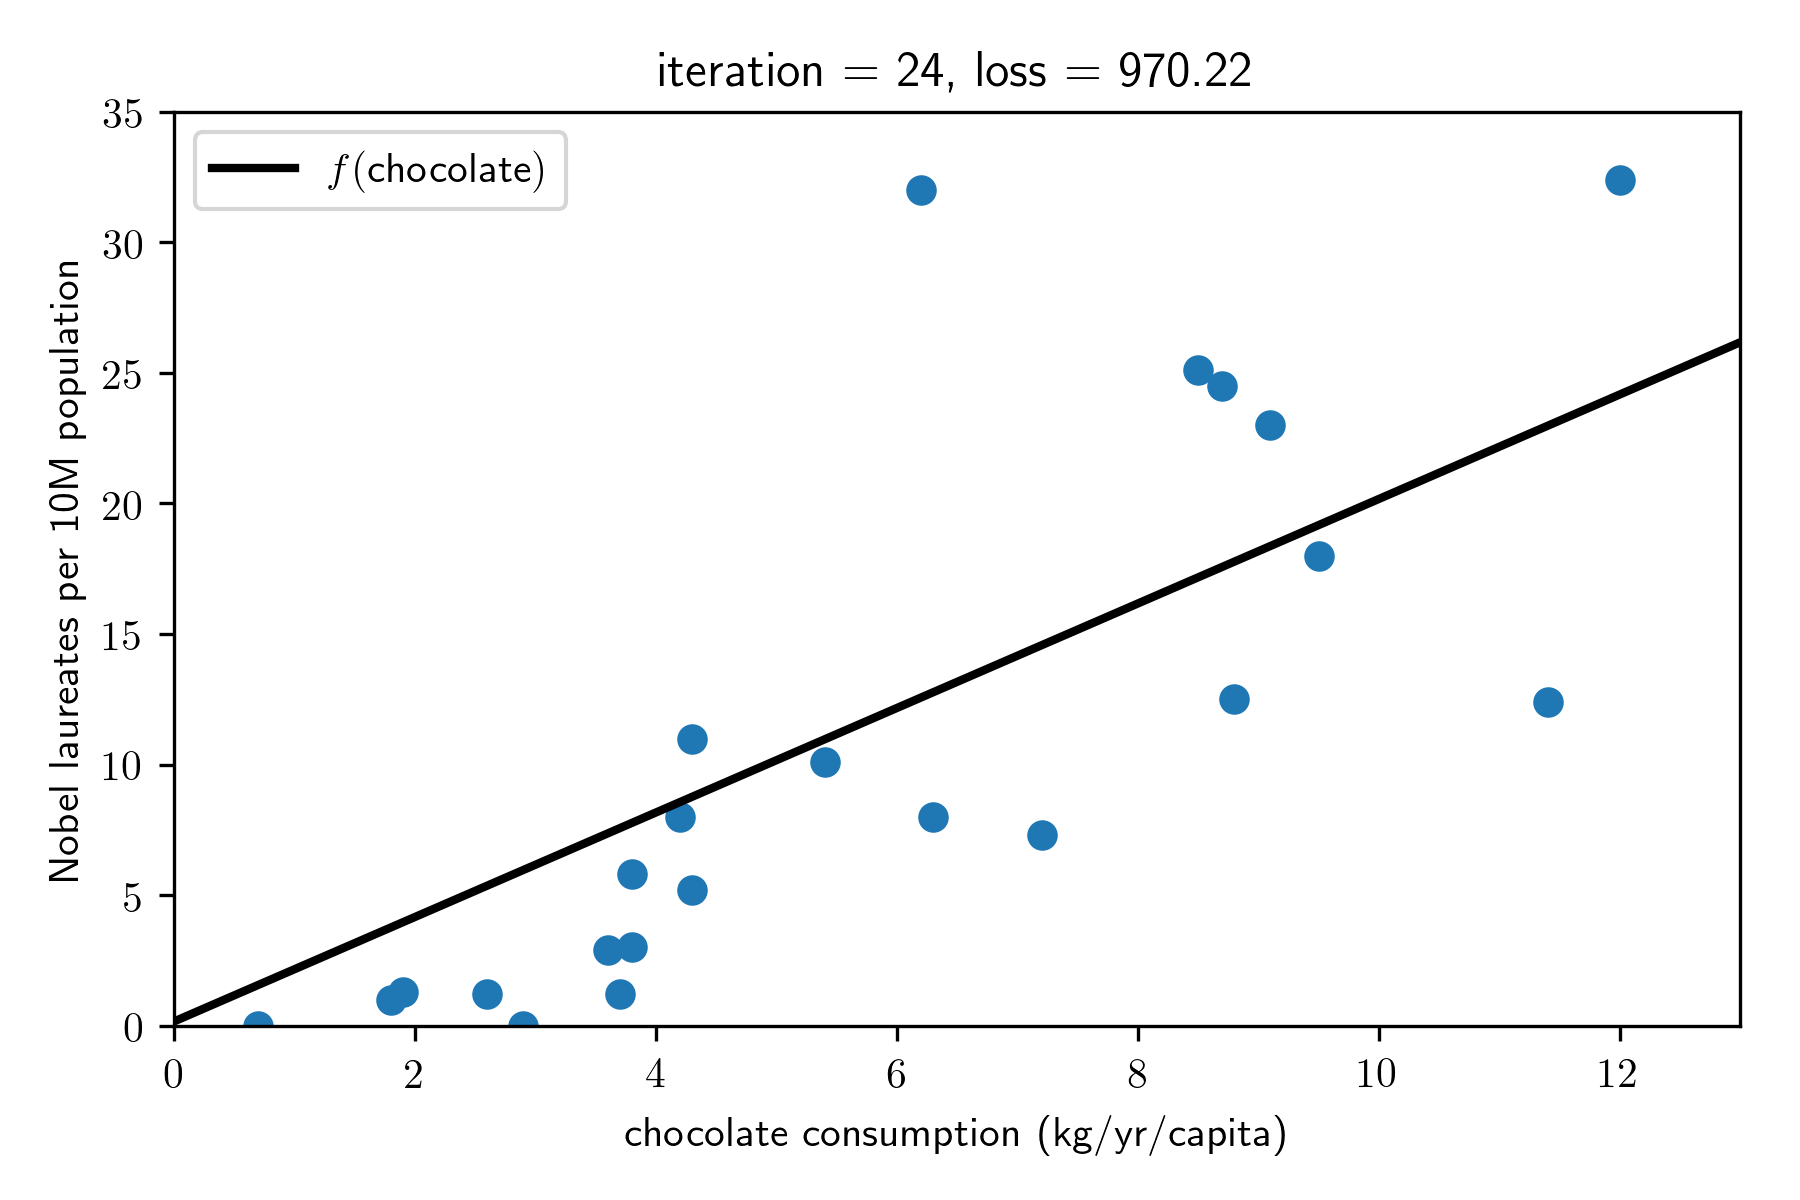 iteration = 24, loss = 970.22
f(chocolate)
Nobel laureates per 10M population
35
30
25
20
15
10
5
0
0 2 4 6 8 10 12
chocolate consumption (kg/yr/capita)